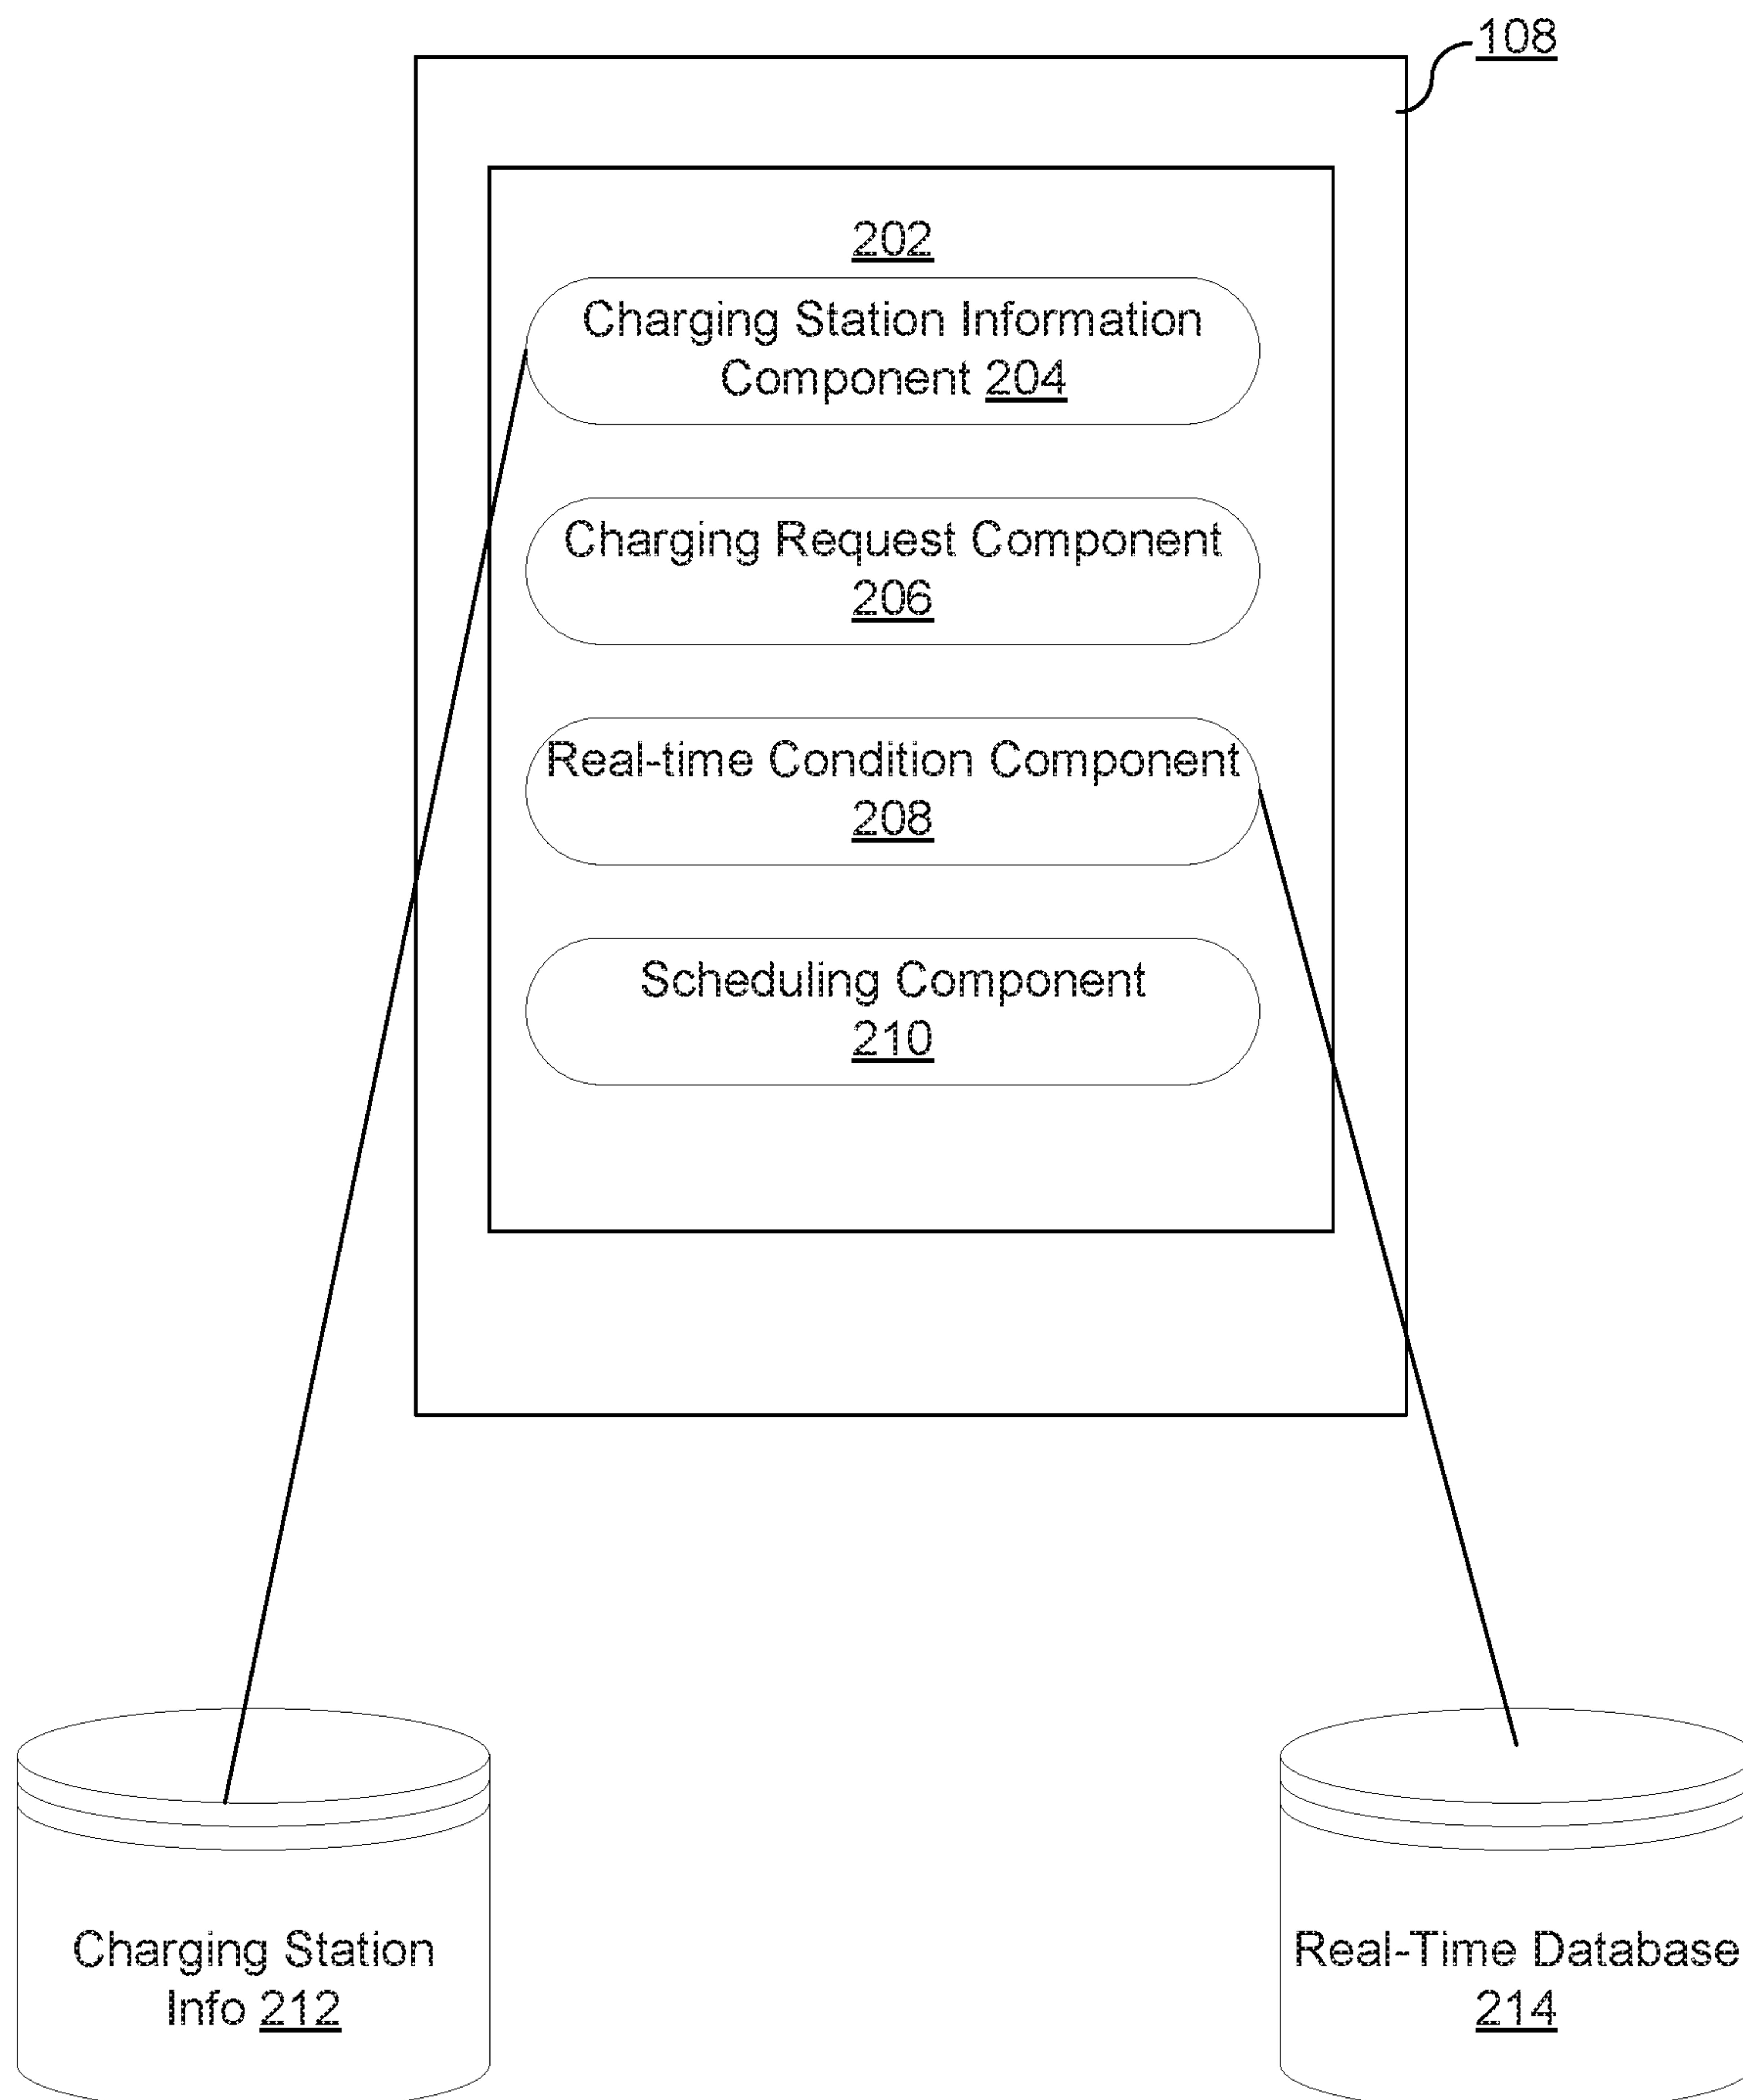 108
202
Charging Station Information
Component 204
Charging Request Component
206
Real-time Condition Component
208
Scheduling Component
210
Charging Station
Info 212
Real-Time Database
214